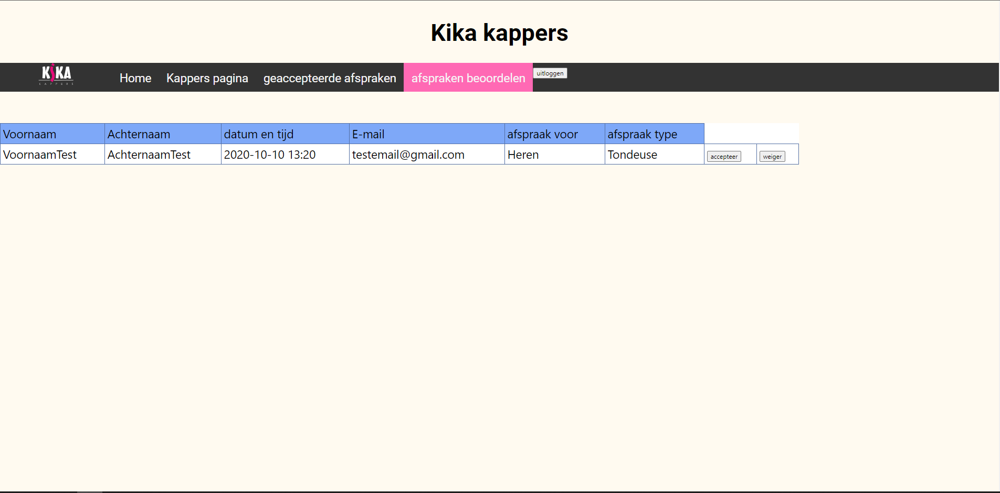 Kika kappers
KiKA
KAPPERS
Home Kappers pagina geaccepteerde afspraken afspraken beoordelen uitloggen
Voornaam Achternaam datum en tijd E-mail afspraak voor afspraak type
VoornaamTest AchternaamTest 2020-10-10 13:20 testemail@gmail.com Heren Tondeuse accepteer weiger